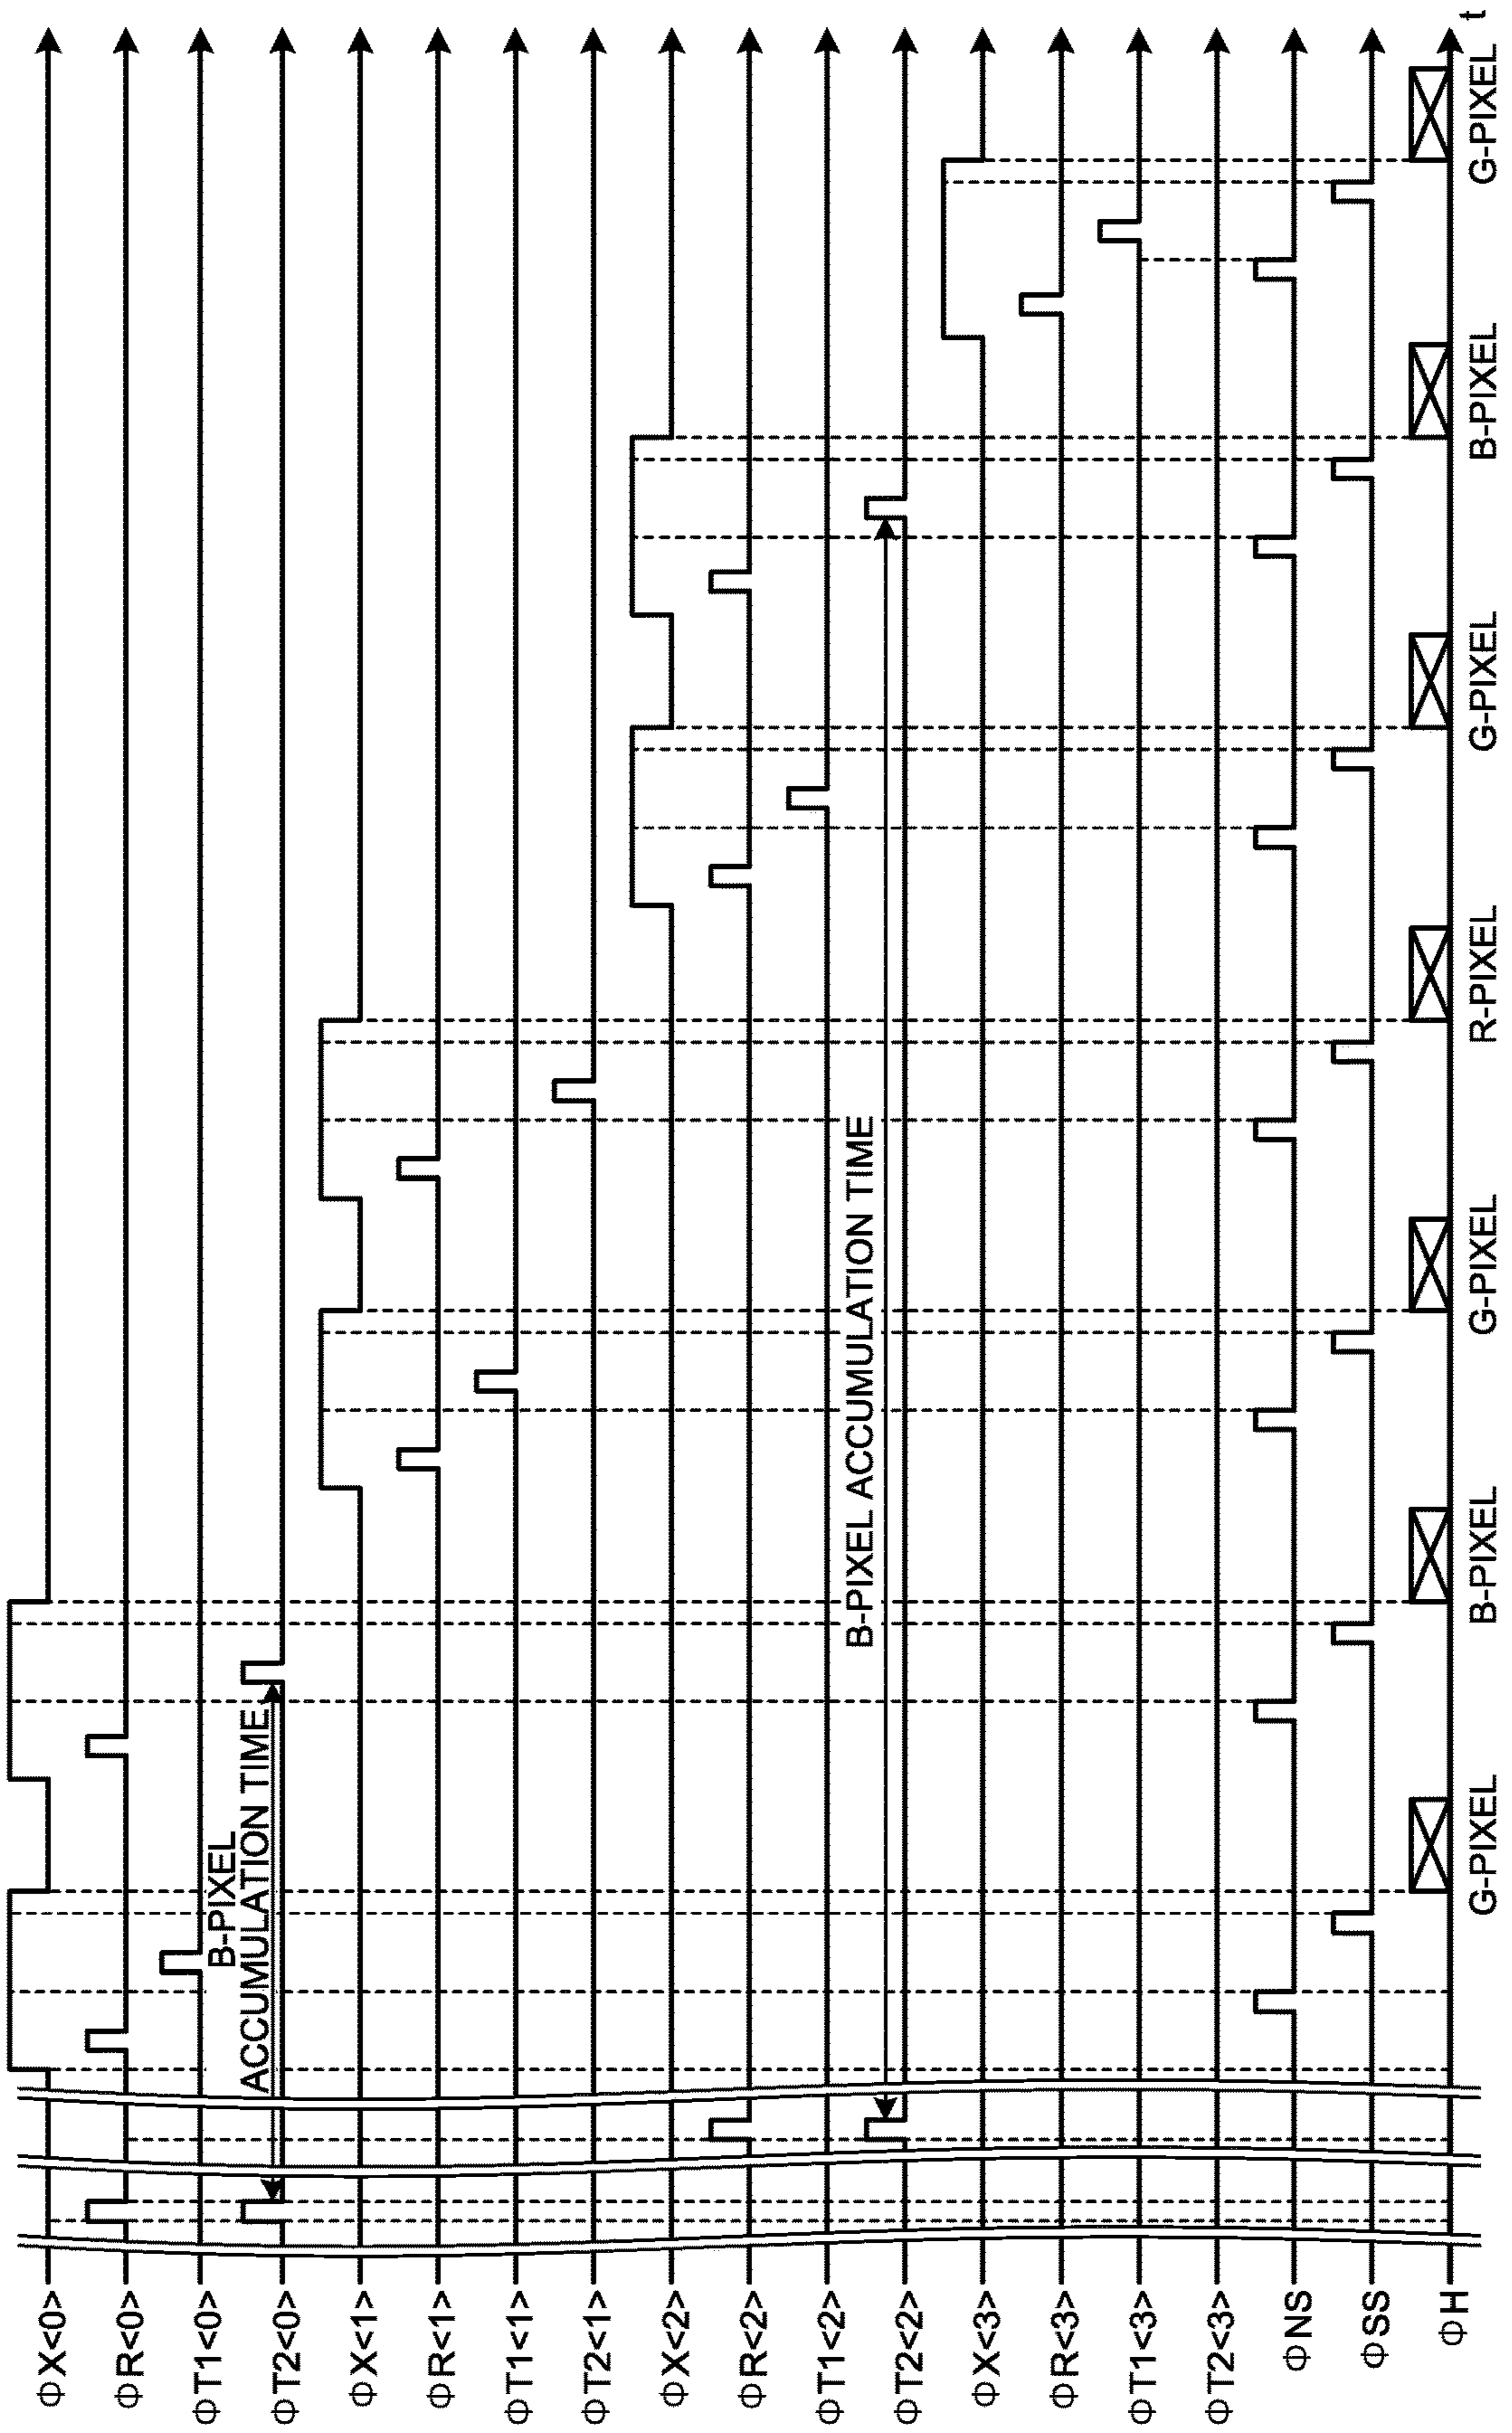 ΦX<0>
ΦR<0>
ΦT1<0>
ΦT2<0>
ΦX<1>
ΦR<1>
ΦT1<1>
ΦT2<1>
ΦX<2>
ΦR<2>
ΦT1<2>
ΦT2<2>
ΦX<3>
ΦR<3>
ΦT1<3>
ΦT2<3>
ΦNS
ΦSS
ΦH
B-PIXEL
ACCUMULATION TIME
B-PIXEL ACCUMULATION TIME
G-PIXEL
B-PIXEL
G-PIXEL
R-PIXEL
G-PIXEL
B-PIXEL
G-PIXEL
t